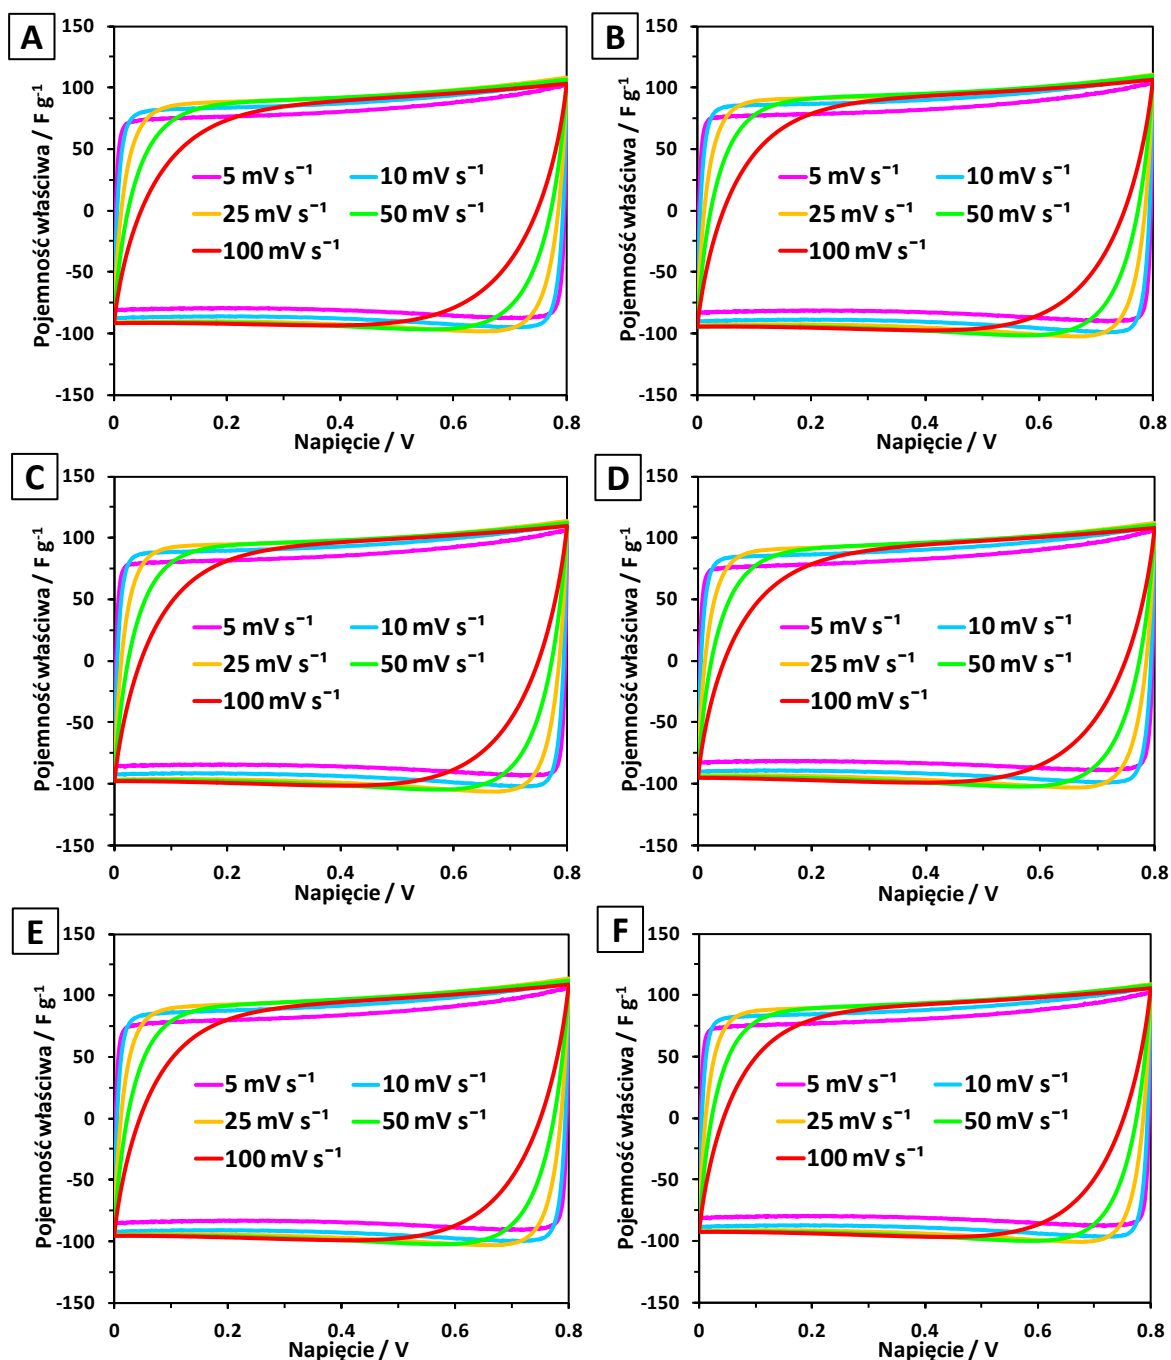 A
Pojemność właściwa / F g⁻¹
150
100
50
0
-50
-100
-150
5 mV s⁻¹ 10 mV s⁻¹
25 mV s⁻¹ 50 mV s⁻¹
100 mV s⁻¹
0 0.2 0.4 0.6 0.8
Napięcie / V
B
Pojemność właściwa / F g⁻¹
150
100
50
0
-50
-100
-150
5 mV s⁻¹ 10 mV s⁻¹
25 mV s⁻¹ 50 mV s⁻¹
100 mV s⁻¹
0 0.2 0.4 0.6 0.8
Napięcie / V
C
Pojemność właściwa / F g⁻¹
150
100
50
0
-50
-100
-150
5 mV s⁻¹ 10 mV s⁻¹
25 mV s⁻¹ 50 mV s⁻¹
100 mV s⁻¹
0 0.2 0.4 0.6 0.8
Napięcie / V
D
Pojemność właściwa / F g⁻¹
150
100
50
0
-50
-100
-150
5 mV s⁻¹ 10 mV s⁻¹
25 mV s⁻¹ 50 mV s⁻¹
100 mV s⁻¹
0 0.2 0.4 0.6 0.8
Napięcie / V
E
Pojemność właściwa / F g⁻¹
150
100
50
0
-50
-100
-150
5 mV s⁻¹ 10 mV s⁻¹
25 mV s⁻¹ 50 mV s⁻¹
100 mV s⁻¹
0 0.2 0.4 0.6 0.8
Napięcie / V
F
Pojemność właściwa / F g⁻¹
150
100
50
0
-50
-100
-150
5 mV s⁻¹ 10 mV s⁻¹
25 mV s⁻¹ 50 mV s⁻¹
100 mV s⁻¹
0 0.2 0.4 0.6 0.8
Napięcie / V